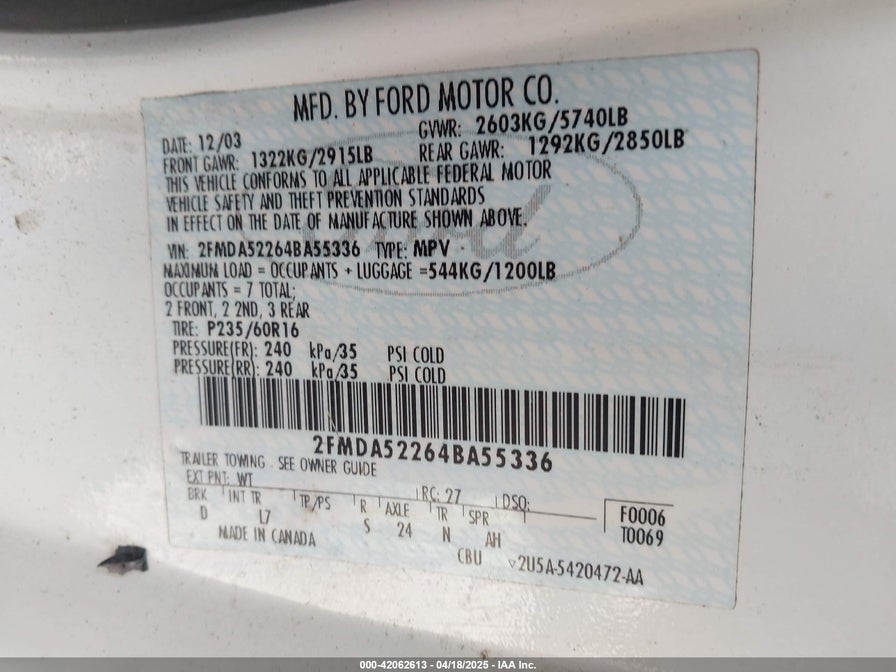 MFD. BY FORD MOTOR CO.
DATE: 12/03 GVWR: 2603KG/5740LB
FRONT GAWR: 1322KG/2915LB REAR GAWR: 1292KG/2850LB
THIS VEHICLE CONFORMS TO ALL APPLICABLE FEDERAL MOTOR
VEHICLE SAFETY AND THEFT PREVENTION STANDARDS
IN EFFECT ON THE DATE OF MANUFACTURE SHOWN ABOVE.
VIN: 2FMDA52264BA55336 TYPE: MPV
MAXIMUM LOAD = OCCUPANTS + LUGGAGE =544KG/1200LB
OCCUPANTS = 7 TOTAL;
2 FRONT, 2 2ND, 3 REAR
TIRE: P235/60R16
PRESSURE(FR): 240 kPa/35 PSI COLD
PRESSURE(RR): 240 kPa/35 PSI COLD
2FMDA52264BA55336
TRAILER TOWING - SEE OWNER GUIDE
EXT PNT: WT RC: 27 DSO:
BRK INT TR TP/PS R AXLE TR SPR F0006
D L7 S 24 N AH T0069
MADE IN CANADA CBU 2U5A-5420472-AA
Ford
000-42062613 - 04/18/2025 - IAA Inc.